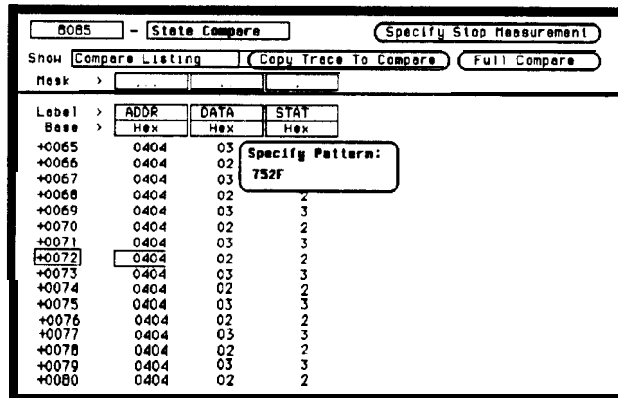 8085 - State Compare Specify Stop Measurement
Show Compare Listing Copy Trace To Compare Full Compare
Mask > ... . .
Label > ADDR DATA STAT
Base > Hex Hex Hex
+0065 0404 03
+0066 0404 02
+0067 0404 03
+0068 0404 02 2
+0069 0404 03 3
+0070 0404 02 2
+0071 0404 03 3
+0072 0404 02 2
+0073 0404 03 3
+0074 0404 02 2
+0075 0404 03 3
+0076 0404 02 2
+0077 0404 03 3
+0078 0404 02 2
+0079 0404 03 3
+0080 0404 02 2
Specify Pattern:
752F